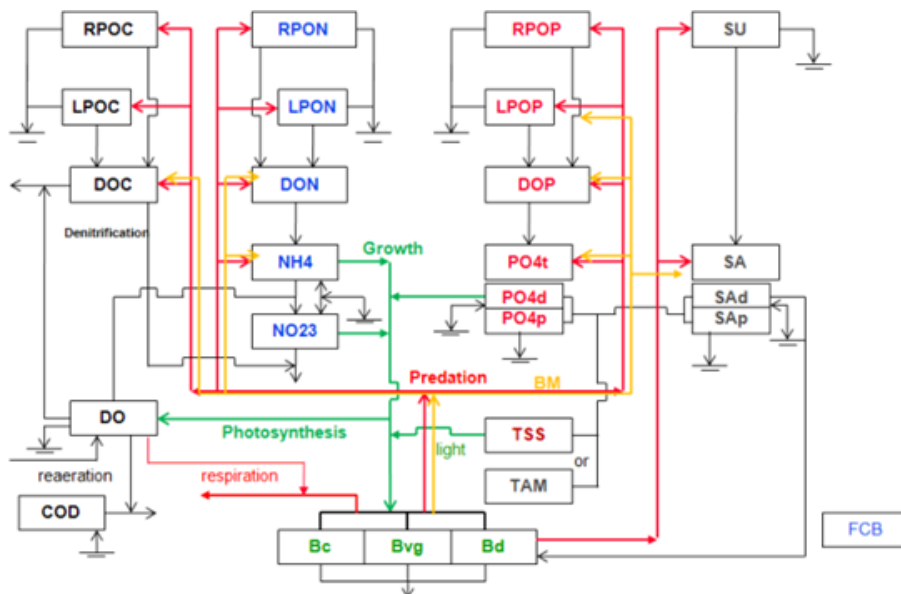 RPOC
RPON
RPOP
SU
LPOC
LPON
LPOP
DOC
DON
DOP
Denitrification
Growth
NH4
PO4t
SA
PO4d
SAd
PO4p
SAp
NO23
Predation
BM
DO
Photosynthesis
TSS
light
or
reaeration
respiration
TAM
COD
Bc
Bvg
Bd
FCB